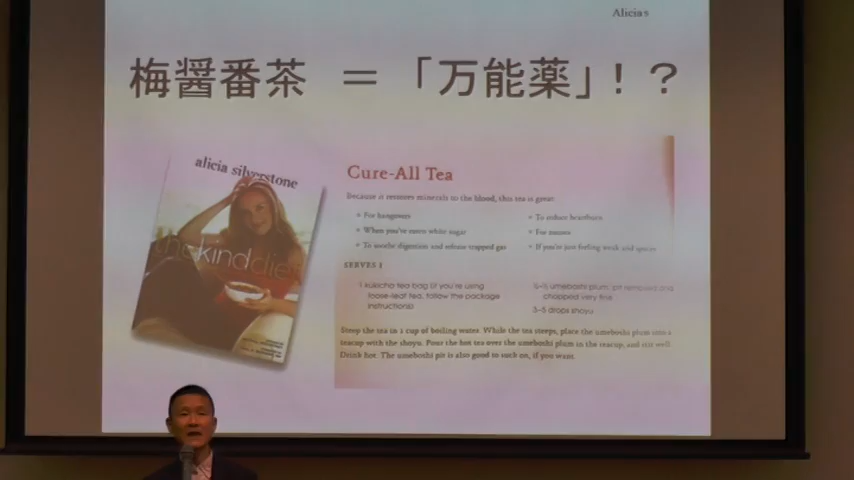 Alicia's
梅醤番茶 ＝ 「万能薬」！？
alicia silverstone
the kind diet
Cure-All Tea
Because it restores minerals to the blood, this tea is great:
+ For hangovers
+ When you've eaten white sugar
+ To soothe digestion and release trapped gas
+ To reduce heartburn
+ For nausea
+ If you're just feeling weak and
SERVES 1
1 kukicha tea bag (if you're using
loose-leaf tea, follow the package
instructions)
umeboshi plum, pit removed and
chopped very fine
3–5 drops shoyu
Steep the tea in 1 cup of boiling water. While the tea steeps, place the umeboshi plum into a
teacup with the shoyu. Pour the hot tea over the umeboshi plum in the teacup, and stir well.
Drink hot. The umeboshi pit is also good to suck on, if you want.